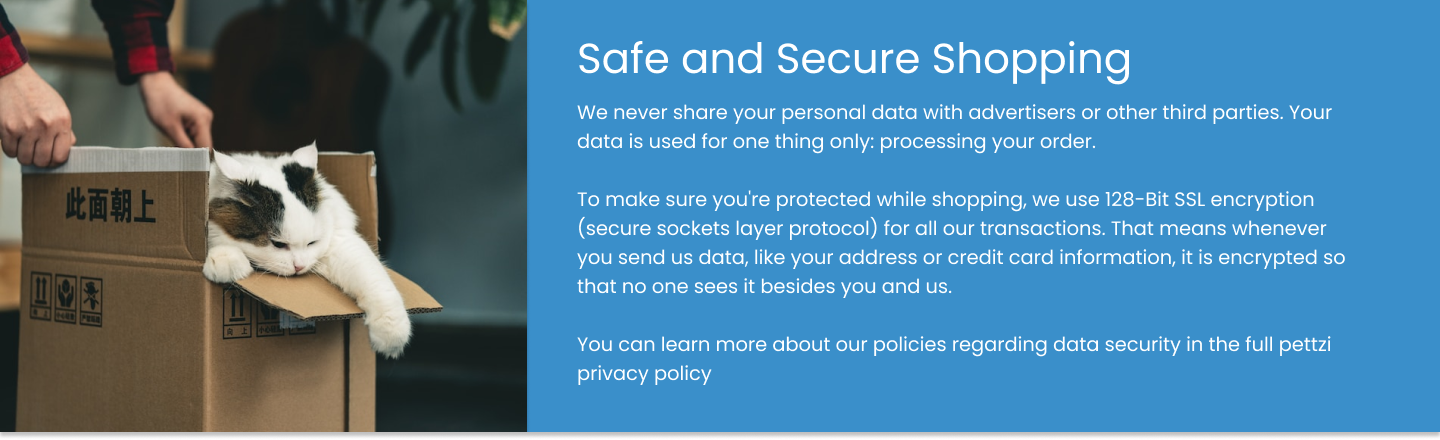 Safe and Secure Shopping
We never share your personal data with advertisers or other third parties. Your
data is used for one thing only: processing your order.
To make sure you're protected while shopping, we use 128-Bit SSL encryption
(secure sockets layer protocol) for all our transactions. That means whenever
you send us data, like your address or credit card information, it is encrypted so
that no one sees it besides you and us.
You can learn more about our policies regarding data security in the full pettzi
privacy policy
此面朝上
向 上